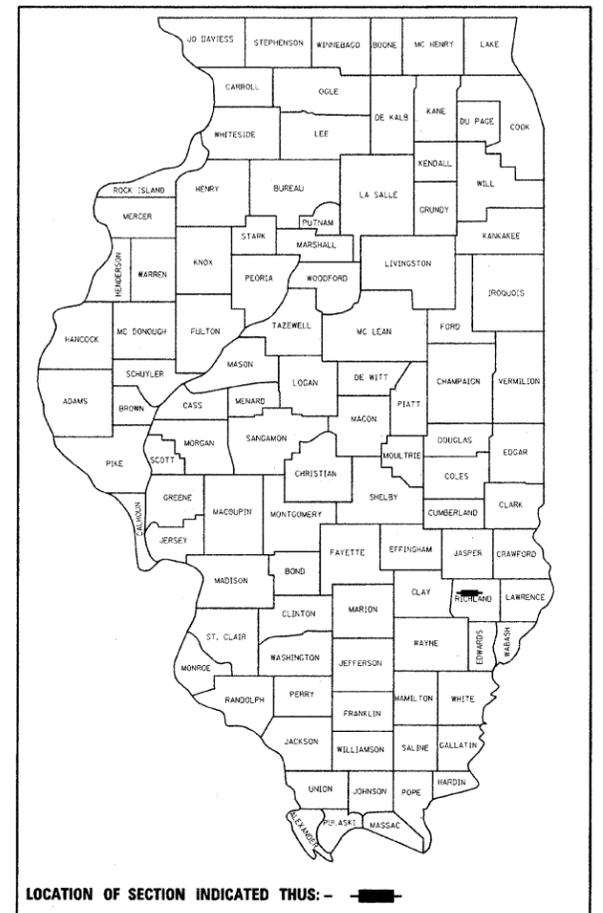 JO DAVIESS STEPHENSON WINNEBAGO BOONE MC HENRY LAKE
CARROLL OGLE DE KALB KANE DU PAGE COOK
WHITESIDE LEE KENDALL
ROCK ISLAND HENRY BUREAU LA SALLE GRUNDY WILL
MERCER PUTNAM KANKAKEE
STARK MARSHALL
HENDERSON WARREN KNOX PEORIA WOODFORD LIVINGSTON IROQUOIS
HANCOCK MC DONOUGH FULTON TAZEWELL MC LEAN FORD
SCHUYLER MASON DE WITT
ADAMS BROWN CASS MENARD LOGAN MACON PIATT CHAMPAIGN VERMILION
PIKE SCOTT MORGAN SANGAMON MOULTRIE DOUGLAS EDGAR
CHRISTIAN COLES
CALHOUN GREENE MACOUPIN MONTGOMERY SHELBY CUMBERLAND CLARK
JERSEY FAYETTE EFFINGHAM JASPER CRAWFORD
MADISON BOND
CLINTON MARION CLAY RICHLAND LAWRENCE
ST. CLAIR WAYNE EDWARDS WABASH
MONROE WASHINGTON JEFFERSON
RANDOLPH PERRY HAMILTON WHITE
FRANKLIN
JACKSON WILLIAMSON SALINE GALLATIN
UNION JOHNSON POPE HARDIN
ALEXANDER PULASKI MASSAC
LOCATION OF SECTION INDICATED THUS: -